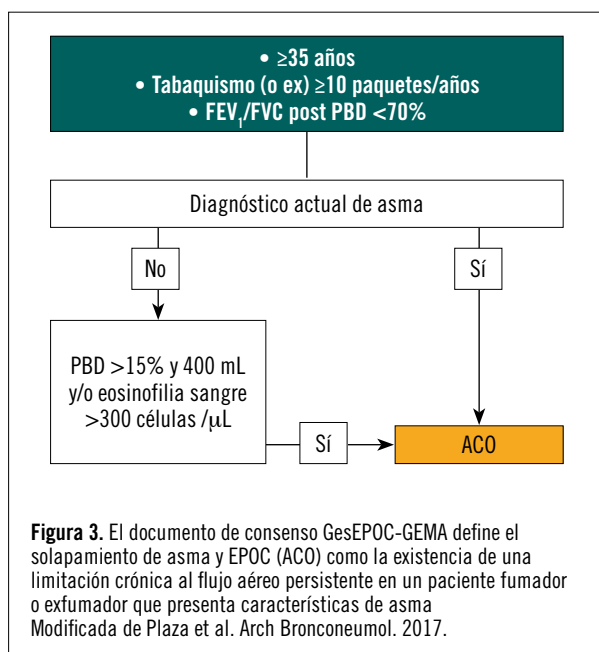 • ≥35 años
• Tabaquismo (o ex) ≥10 paquetes/años
• FEV₁/FVC post PBD <70%
Diagnóstico actual de asma
No
Sí
PBD >15% y 400 mL
y/o eosinofilia sangre
>300 células /μL
Sí
ACO
Figura 3. El documento de consenso GesEPOC-GEMA define el
solapamiento de asma y EPOC (ACO) como la existencia de una
limitación crónica al flujo aéreo persistente en un paciente fumador
o exfumador que presenta características de asma
Modificada de Plaza et al. Arch Bronconeumol. 2017.